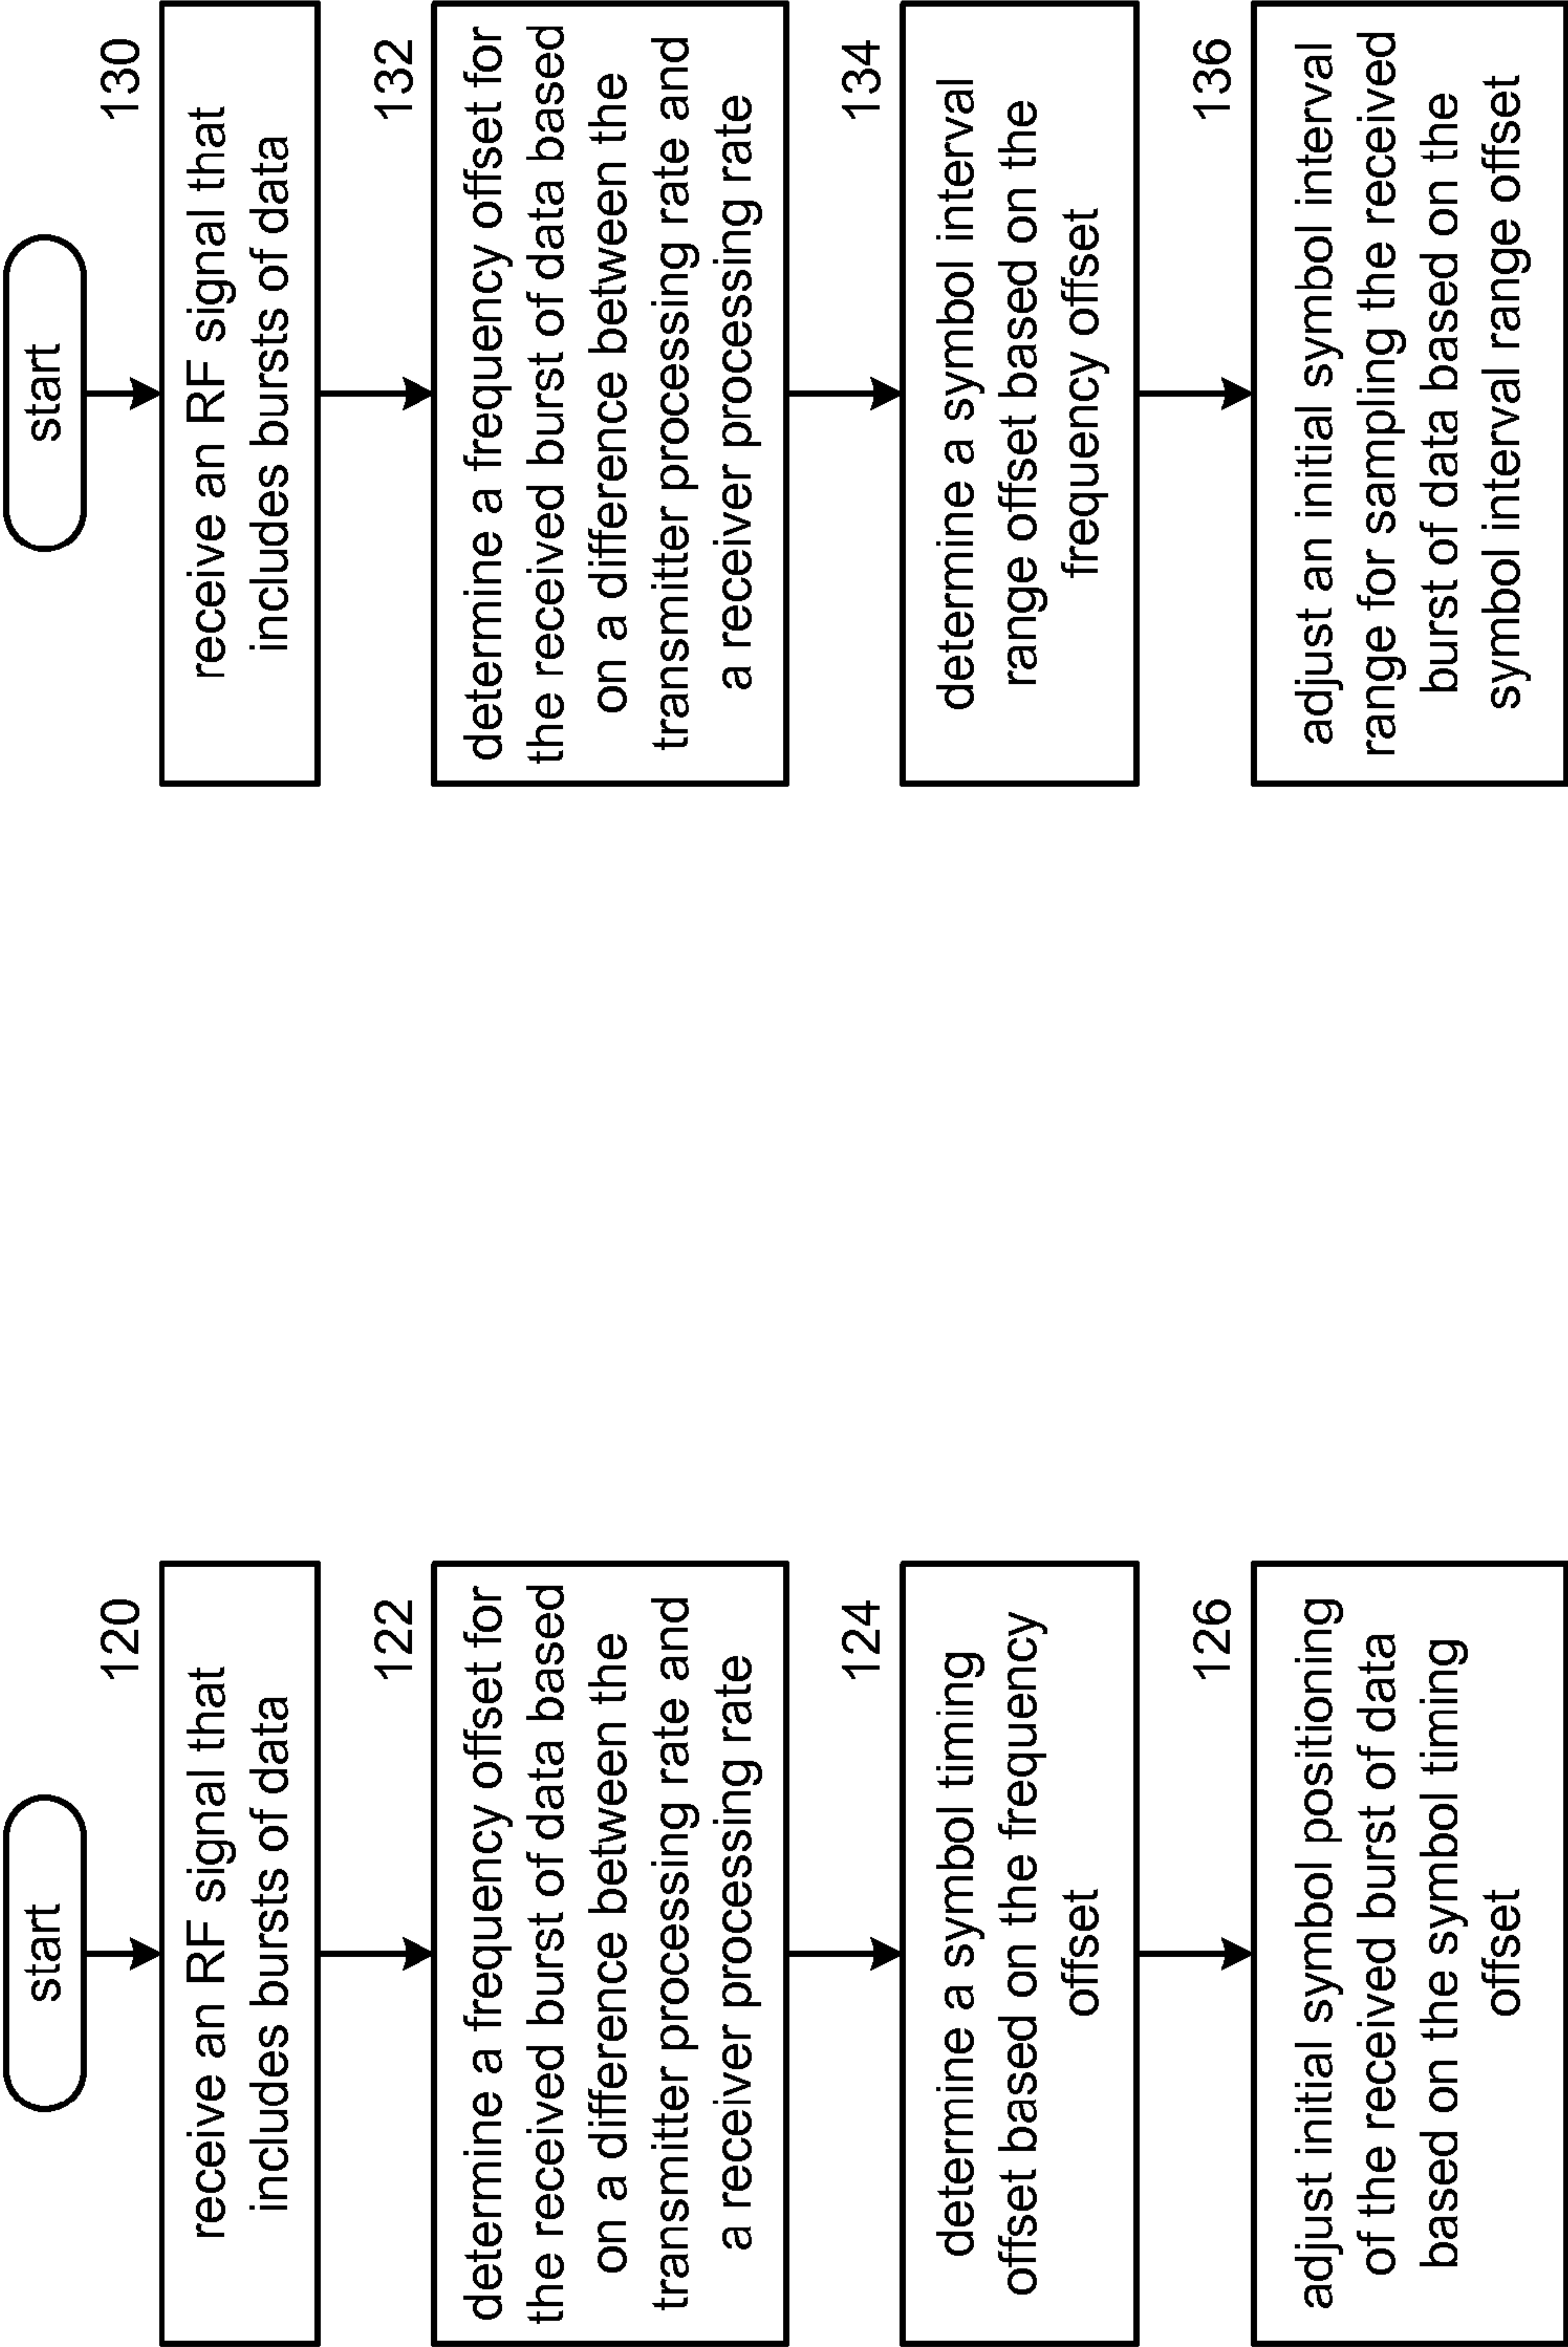 start
120
receive an RF signal that
includes bursts of data
122
determine a frequency offset for
the received burst of data based
on a difference between the
transmitter processing rate and
a receiver processing rate
124
determine a symbol timing
offset based on the frequency
offset
126
adjust initial symbol positioning
of the received burst of data
based on the symbol timing
offset
start
130
receive an RF signal that
includes bursts of data
132
determine a frequency offset for
the received burst of data based
on a difference between the
transmitter processing rate and
a receiver processing rate
134
determine a symbol interval
range offset based on the
frequency offset
136
adjust an initial symbol interval
range for sampling the received
burst of data based on the
symbol interval range offset